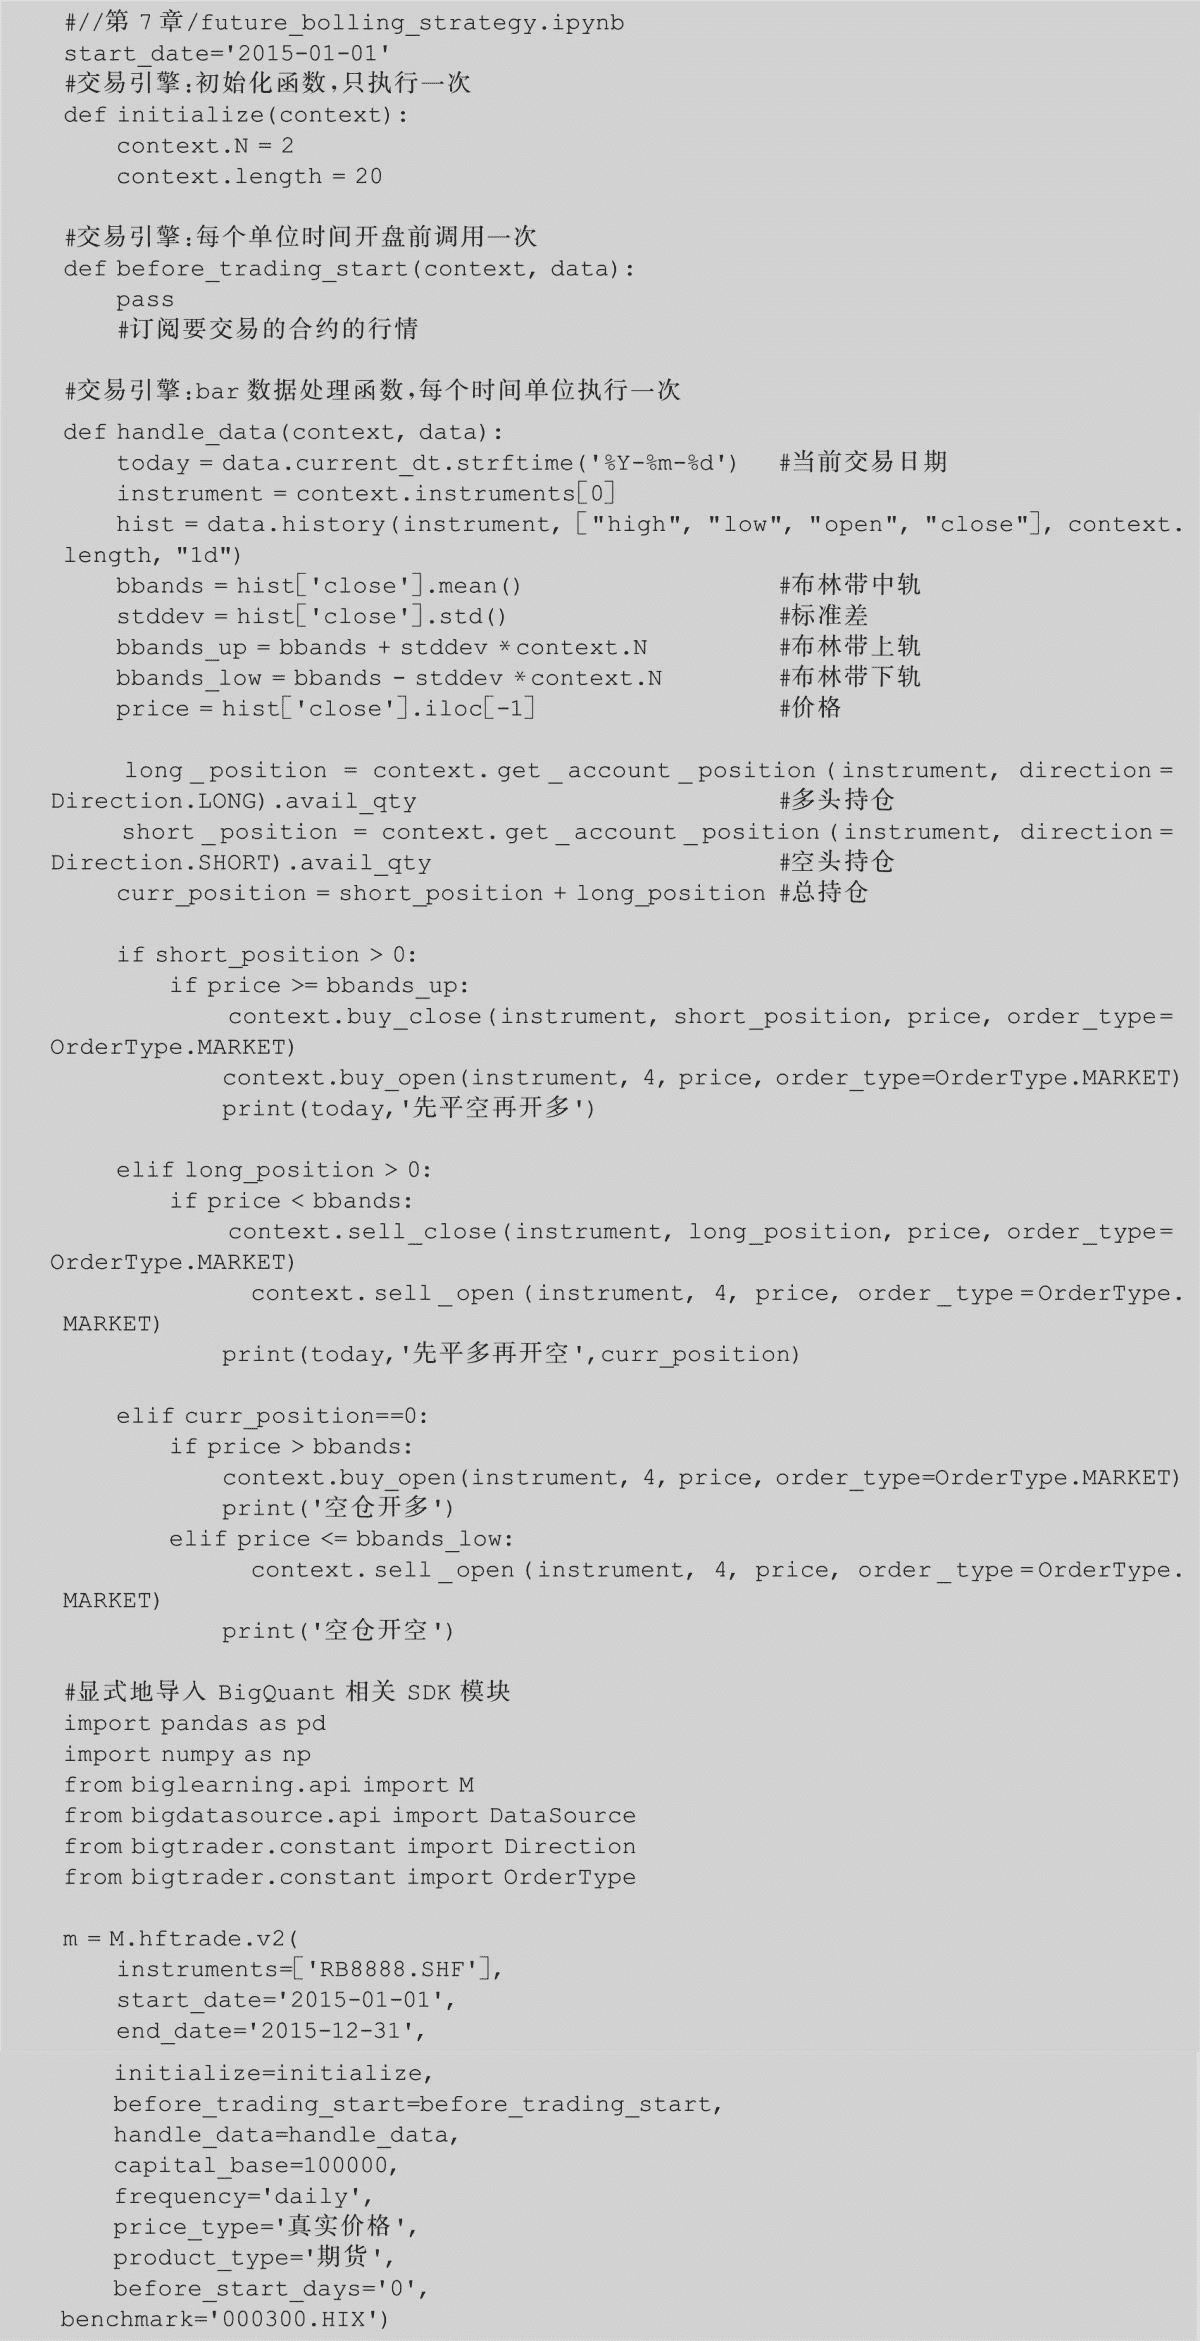 #//第 7 章/future_bolling_strategy.ipynb
start_date='2015-01-01'
#交易引擎:初始化函数,只执行一次
def initialize(context):
    context.N = 2
    context.length = 20

#交易引擎:每个单位时间开盘前调用一次
def before_trading_start(context, data):
    pass
    #订阅要交易的合约的行情

#交易引擎:bar 数据处理函数,每个时间单位执行一次
def handle_data(context, data):
    today = data.current_dt.strftime('%Y-%m-%d')   #当前交易日期
    instrument = context.instruments[0]
    hist = data.history(instrument, ["high", "low", "open", "close"], context.
length, "1d")
    bbands = hist['close'].mean()                  #布林带中轨
    stddev = hist['close'].std()                   #标准差
    bbands_up = bbands + stddev *context.N         #布林带上轨
    bbands_low = bbands - stddev *context.N        #布林带下轨
    price = hist['close'].iloc[-1]                 #价格

    long_position = context.get_account_position(instrument, direction=
Direction.LONG).avail_qty                          #多头持仓
    short_position = context.get_account_position(instrument, direction=
Direction.SHORT).avail_qty                         #空头持仓
    curr_position = short_position + long_position #总持仓

    if short_position > 0:
        if price >= bbands_up:
            context.buy_close(instrument, short_position, price, order_type=
OrderType.MARKET)
            context.buy_open(instrument, 4, price, order_type=OrderType.MARKET)
            print(today,'先平空再开多')

    elif long_position > 0:
        if price < bbands:
            context.sell_close(instrument, long_position, price, order_type=
OrderType.MARKET)
            context.sell_open(instrument, 4, price, order_type=OrderType.
MARKET)
            print(today,'先平多再开空',curr_position)

    elif curr_position==0:
        if price > bbands:
            context.buy_open(instrument, 4, price, order_type=OrderType.MARKET)
            print('空仓开多')
        elif price <= bbands_low:
            context.sell_open(instrument, 4, price, order_type=OrderType.
MARKET)
            print('空仓开空')

#显式地导入 BigQuant 相关 SDK 模块
import pandas as pd
import numpy as np
from biglearning.api import M
from bigdatasource.api import DataSource
from bigtrader.constant import Direction
from bigtrader.constant import OrderType

m = M.hftrade.v2(
    instruments=['RB8888.SHF'],
    start_date='2015-01-01',
    end_date='2015-12-31',
    initialize=initialize,
    before_trading_start=before_trading_start,
    handle_data=handle_data,
    capital_base=100000,
    frequency='daily',
    price_type='真实价格',
    product_type='期货',
    before_start_days='0',
benchmark='000300.HIX')